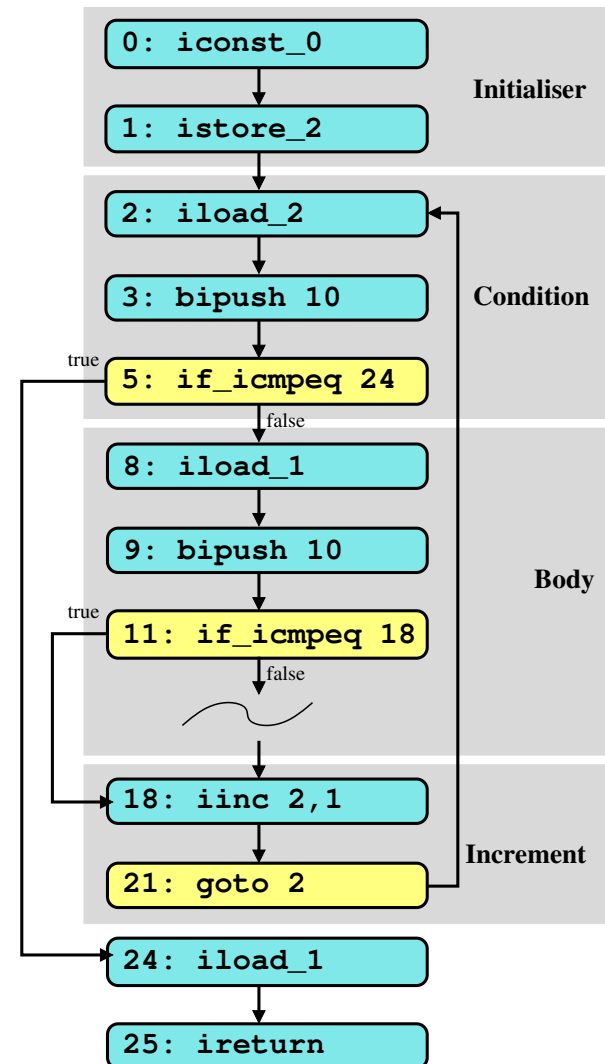 0: iconst_0
Initialiser
1: istore_2
2: iload_2
3: bipush 10
Condition
true
5: if_icmpeq 24
false
8: iload_1
9: bipush 10
Body
true
11: if_icmpeq 18
false
18: iinc 2,1
Increment
21: goto 2
24: iload_1
25: ireturn